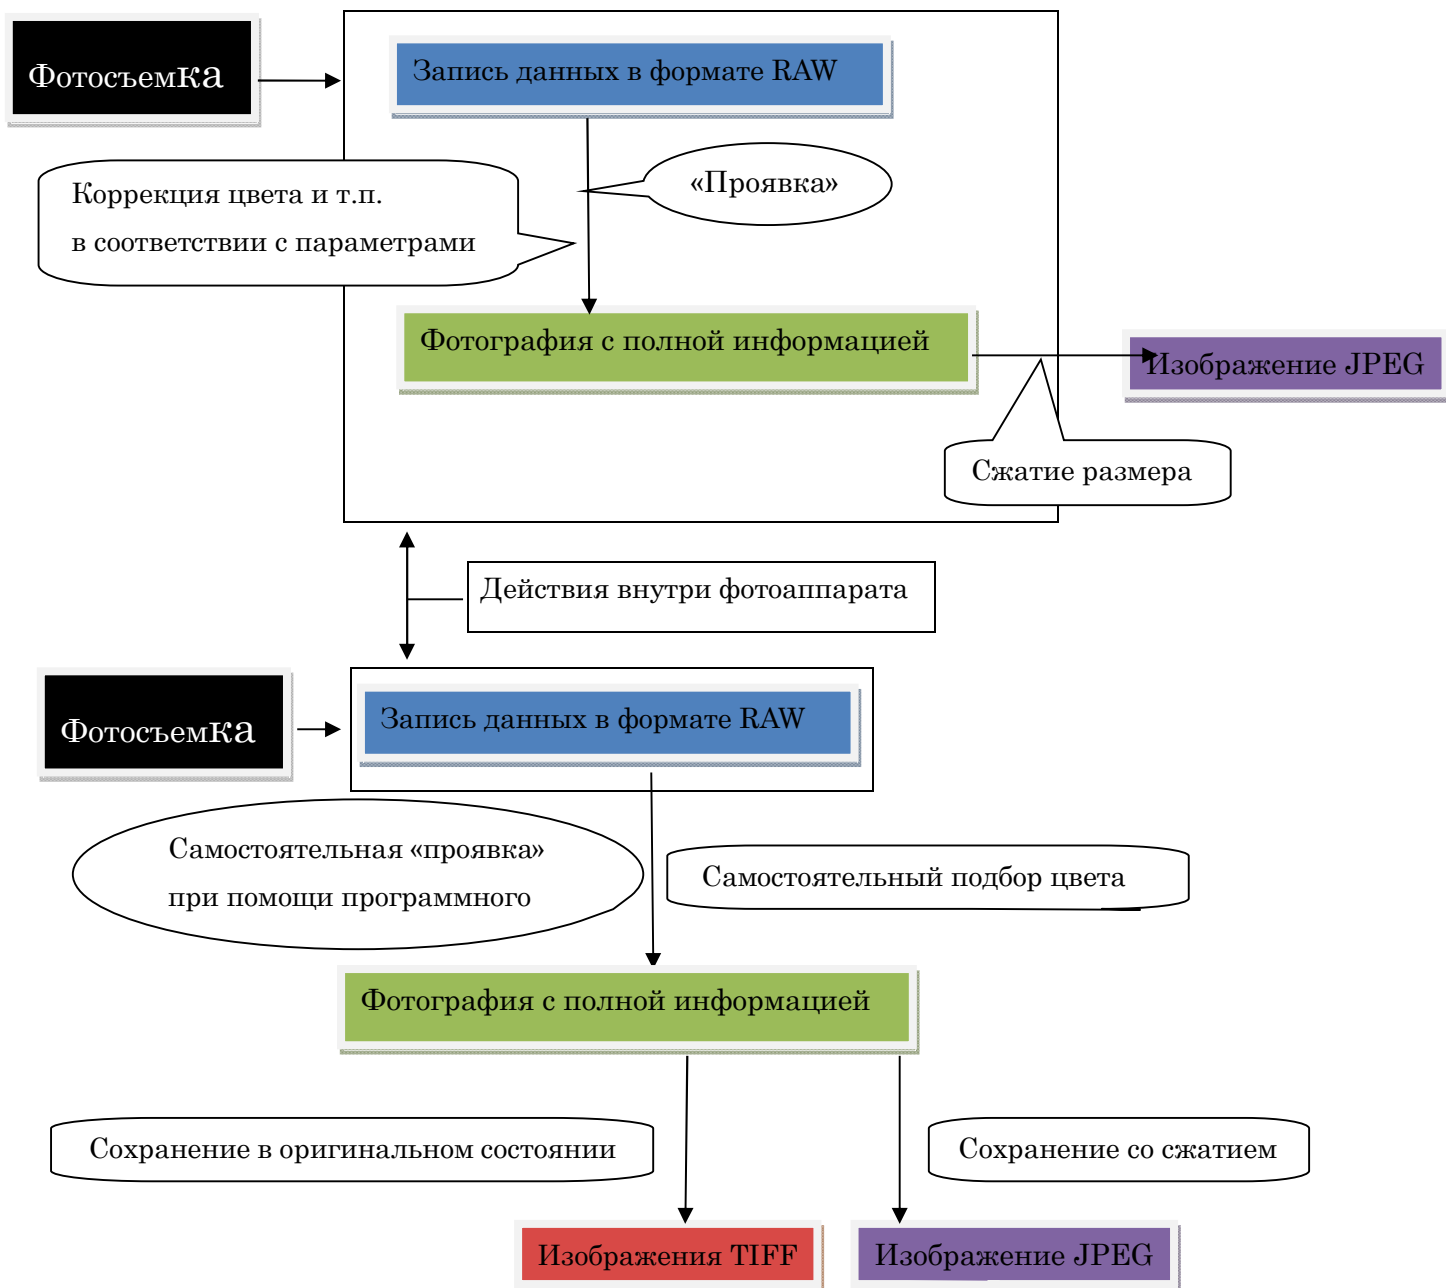 Фотосъемка
Запись данных в формате RAW
«Проявка»
Коррекция цвета и т.п.
в соответствии с параметрами
Фотография с полной информацией
Изображение JPEG
Сжатие размера
Действия внутри фотоаппарата
Фотосъемка
Запись данных в формате RAW
Самостоятельная «проявка»
при помощи программного
Самостоятельный подбор цвета
Фотография с полной информацией
Сохранение в оригинальном состоянии
Сохранение со сжатием
Изображения TIFF
Изображение JPEG